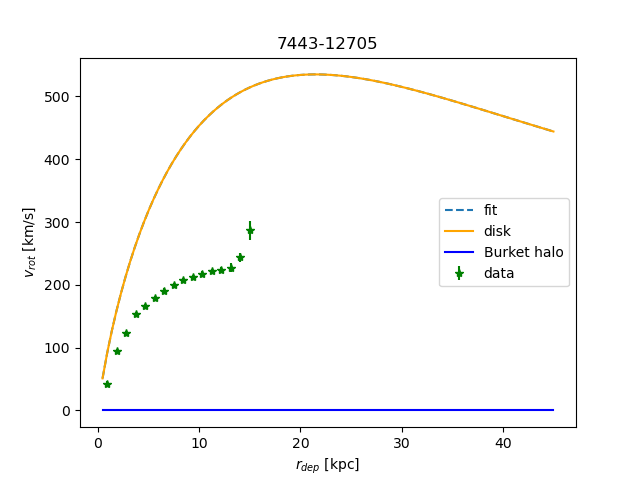 7443-12705
500
400
300
200
100
0
v_rot [km/s]
fit
disk
Burket halo
data
0
10
20
30
40
r_dep [kpc]